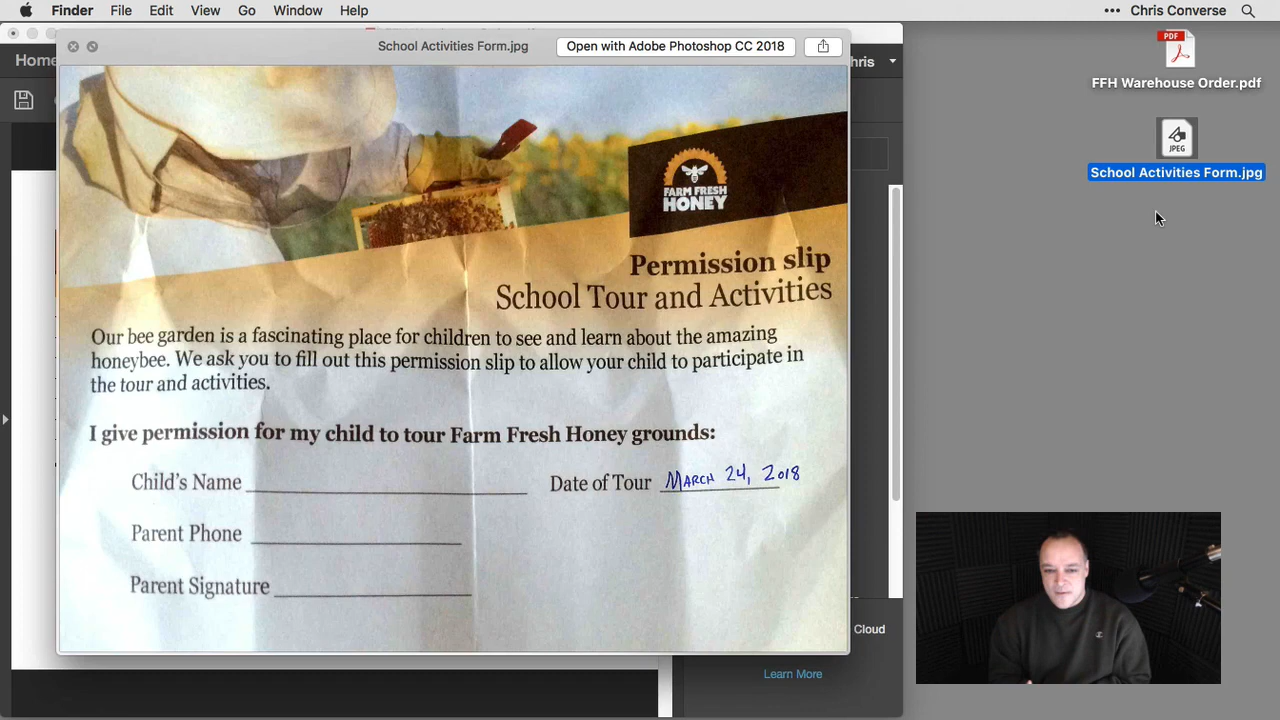 Finder File Edit View Go Window Help ••• Chris Converse
School Activities Form.jpg Open with Adobe Photoshop CC 2018
Home hris
PDF
FFH Warehouse Order.pdf
JPEG
School Activities Form.jpg
FARM FRESH
HONEY
Permission slip
School Tour and Activities
Our bee garden is a fascinating place for children to see and learn about the amazing
honeybee. We ask you to fill out this permission slip to allow your child to participate in
the tour and activities.
I give permission for my child to tour Farm Fresh Honey grounds:
Child's Name Date of Tour MARCH 24, 2018
Parent Phone
Parent Signature
Cloud
Learn More